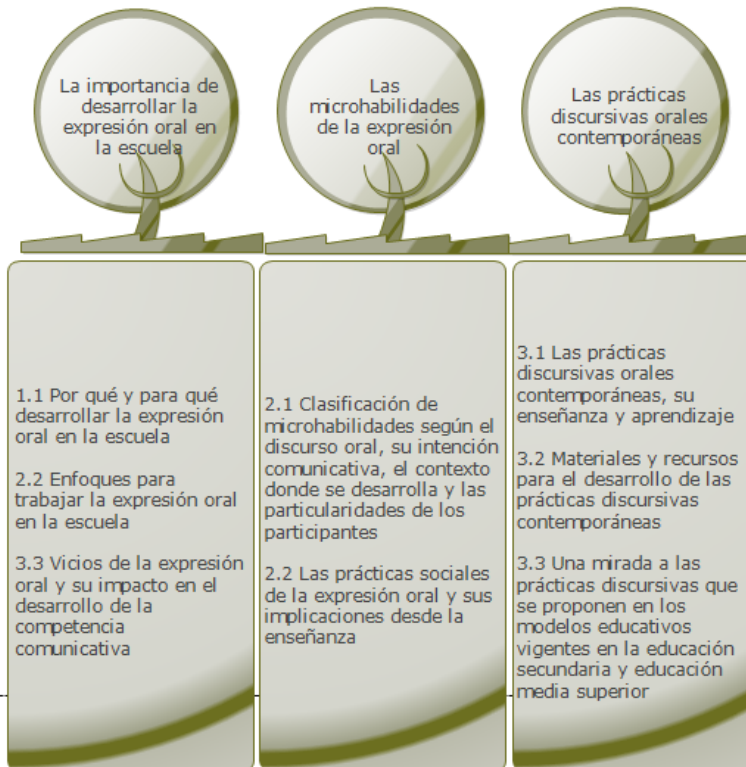 La importancia de
desarrollar la
expresión oral en
la escuela
Las
microhabilidades
de la expresión
oral
Las prácticas
discursivas orales
contemporáneas
1.1 Por qué y para qué
desarrollar la expresión
oral en la escuela
2.2 Enfoques para
trabajar la expresión oral
en la escuela
3.3 Vicios de la expresión
oral y su impacto en el
desarrollo de la
competencia
comunicativa
2.1 Clasificación de
microhabilidades según el
discurso oral, su intención
comunicativa, el contexto
donde se desarrolla y las
particularidades de los
participantes
2.2 Las prácticas sociales
de la expresión oral y sus
implicaciones desde la
enseñanza
3.1 Las prácticas
discursivas orales
contemporáneas, su
enseñanza y aprendizaje
3.2 Materiales y recursos
para el desarrollo de las
prácticas discursivas
contemporáneas
3.3 Una mirada a las
prácticas discursivas que
se proponen en los
modelos educativos
vigentes en la educación
secundaria y educación
media superior